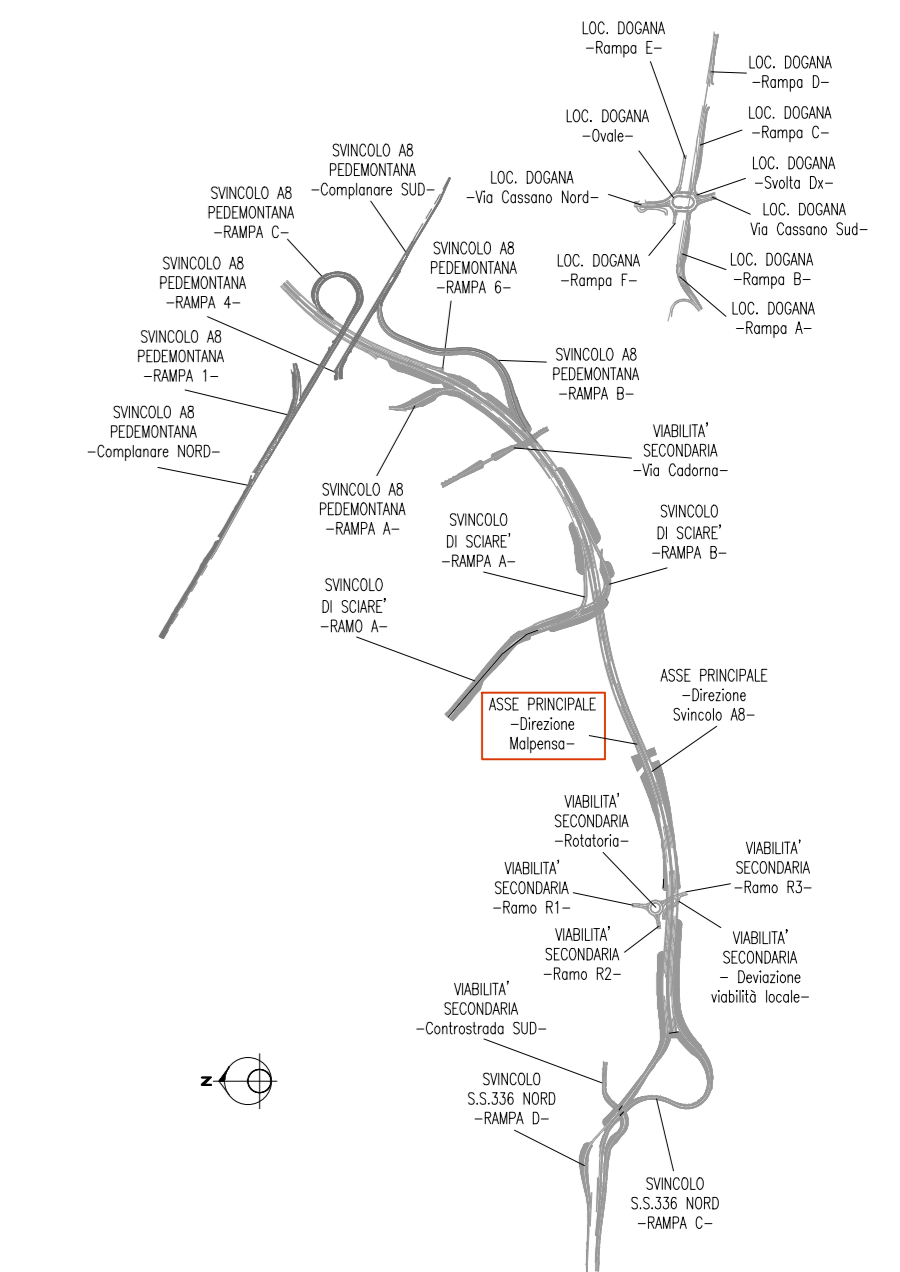 LOC. DOGANA
-Rampa E-
LOC. DOGANA
-Rampa D-
LOC. DOGANA
-Rampa C-
LOC. DOGANA
-Ovale-
LOC. DOGANA
-Svolta Dx-
LOC. DOGANA
-Via Cassano Nord-
LOC. DOGANA
Via Cassano Sud-
LOC. DOGANA
-Rampa F-
LOC. DOGANA
-Rampa B-
LOC. DOGANA
-Rampa A-
SVINCOLO A8
PEDEMONTANA
-Complanare SUD-
SVINCOLO A8
PEDEMONTANA
-RAMPA C-
SVINCOLO A8
PEDEMONTANA
-RAMPA 6-
SVINCOLO A8
PEDEMONTANA
-RAMPA 4-
SVINCOLO A8
PEDEMONTANA
-RAMPA 1-
SVINCOLO A8
PEDEMONTANA
-RAMPA B-
SVINCOLO A8
PEDEMONTANA
-Complanare NORD-
VIABILITA'
SECONDARIA
-Via Cadorna-
SVINCOLO A8
PEDEMONTANA
-RAMPA A-
SVINCOLO
DI SCIARE'
-RAMPA A-
SVINCOLO
DI SCIARE'
-RAMPA B-
SVINCOLO
DI SCIARE'
-RAMO A-
ASSE PRINCIPALE
-Direzione
Svincolo A8-
ASSE PRINCIPALE
-Direzione
Malpensa-
VIABILITA'
SECONDARIA
-Rotatoria-
VIABILITA'
SECONDARIA
-Ramo R3-
VIABILITA'
SECONDARIA
-Ramo R1-
VIABILITA'
SECONDARIA
-Ramo R2-
VIABILITA'
SECONDARIA
- Deviazione
viabilità locale-
VIABILITA'
SECONDARIA
-Controstrada SUD-
N
SVINCOLO
S.S.336 NORD
-RAMPA D-
SVINCOLO
S.S.336 NORD
-RAMPA C-